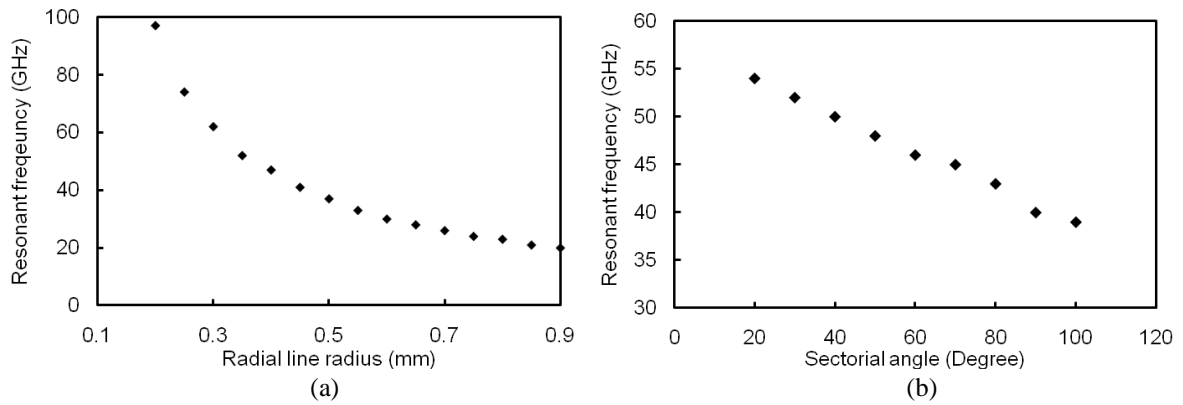 Resonant freqeuncy (GHz)
100
80
60
40
20
0
0.1 0.3 0.5 0.7 0.9
Radial line radius (mm)
(a)
Resonant frequency (GHz)
60
55
50
45
40
35
30
0 20 40 60 80 100 120
Sectorial angle (Degree)
(b)